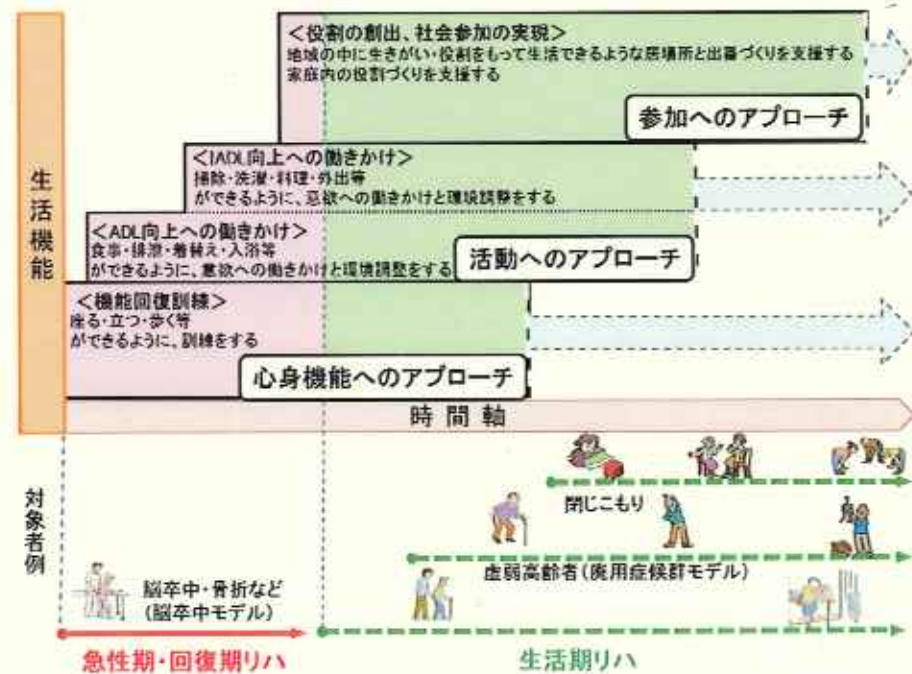 <役割の創出、社会参加の実現>
地域の中に生きがい・役割をもって生活できるような居場所と出番づくりを支援する
家庭内の役割づくりを支援する
参加へのアプローチ
<IADL向上への働きかけ>
掃除・洗濯・料理・外出等
ができるように、意欲への働きかけと環境調整をする
<ADL向上への働きかけ>
食事・排泄・着替え・入浴等
ができるように、意欲への働きかけと環境調整をする
活動へのアプローチ
<機能回復訓練>
座る・立つ・歩く等
ができるように、訓練をする
心身機能へのアプローチ
生活機能
時間軸
対象者例
閉じこもり
虚弱高齢者(廃用症候群モデル)
脳卒中・骨折など
(脳卒中モデル)
急性期・回復期リハ
生活期リハ